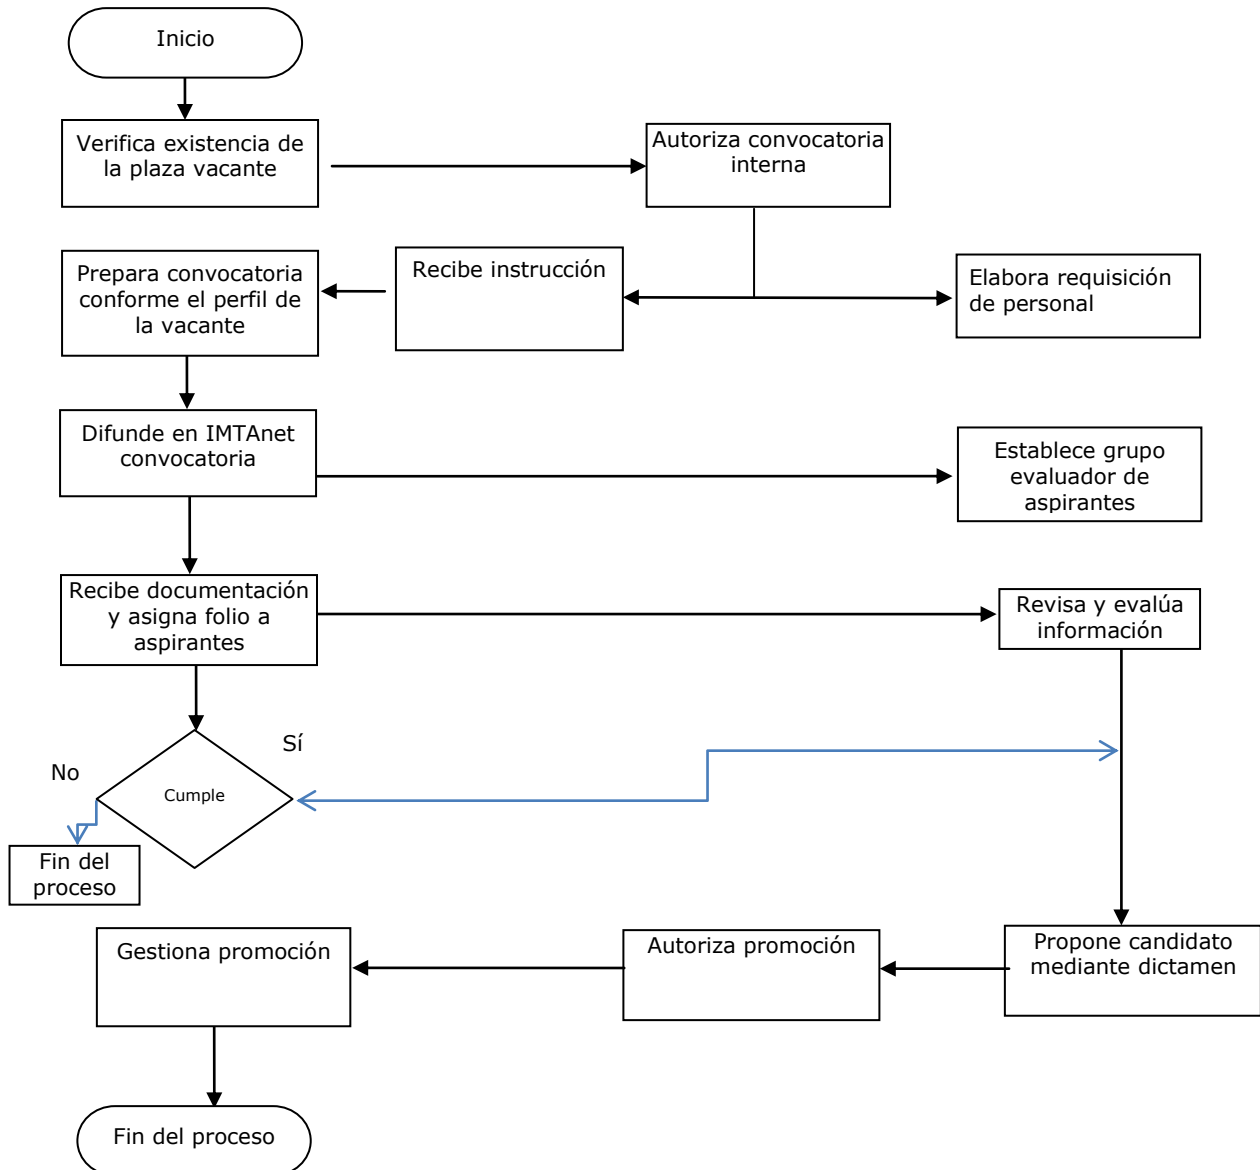 Inicio
Verifica existencia de
la plaza vacante
Autoriza convocatoria
interna
Prepara convocatoria
conforme el perfil de
la vacante
Recibe instrucción
Elabora requisición
de personal
Difunde en IMTAnet
convocatoria
Establece grupo
evaluador de
aspirantes
Recibe documentación
y asigna folio a
aspirantes
Revisa y evalúa
información
Sí
No
Cumple
Fin del
proceso
Gestiona promoción
Autoriza promoción
Propone candidato
mediante dictamen
Fin del proceso